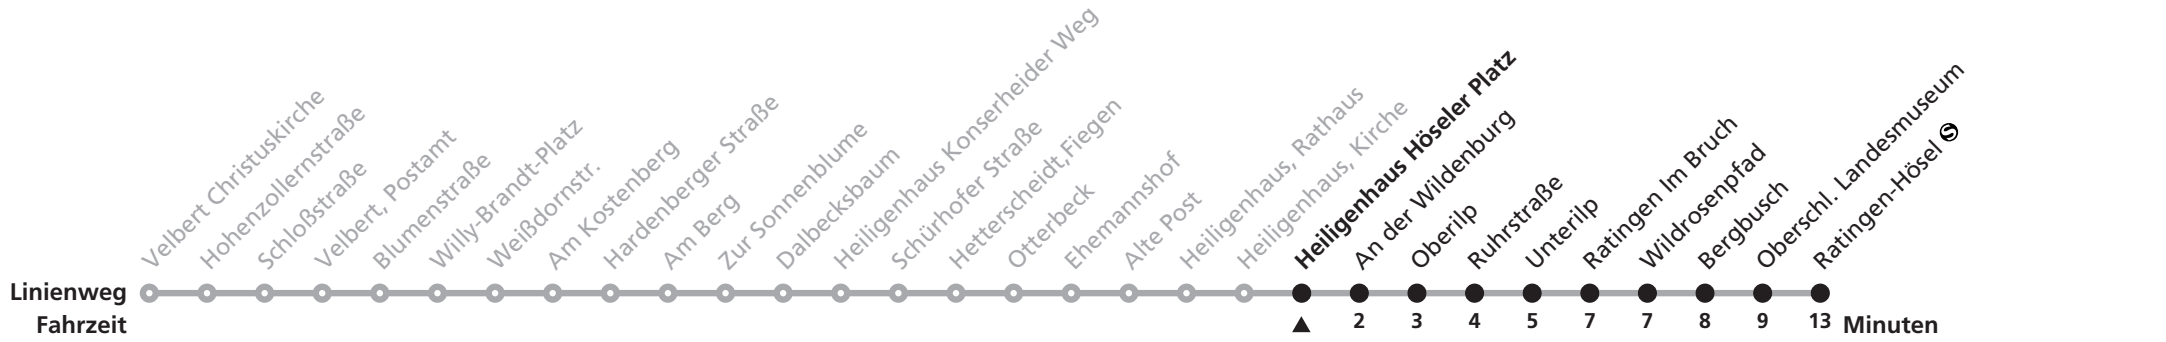 Velbert Christuskirche
Hohenzollernstraße
Schloßstraße
Velbert, Postamt
Blumenstraße
Willy-Brandt-Platz
Weißdornstr.
Am Kostenberg
Hardenberger Straße
Am Berg
Zur Sonnenblume
Dalbecksbaum
Heiligenhaus Konserheider Weg
Schürhofer Straße
Hetterscheidt,Fiegen
Otterbeck
Ehemannshof
Alte Post
Heiligenhaus, Rathaus
Heiligenhaus, Kirche
Heiligenhaus Höseler Platz
An der Wildenburg
Oberilp
Ruhrstraße
Unterilp
Ratingen Im Bruch
Wildrosenpfad
Bergbusch
Oberschl. Landesmuseum
Ratingen-Hösel S
Linienweg
Fahrzeit 2 3 4 5 7 7 8 9 13 Minuten